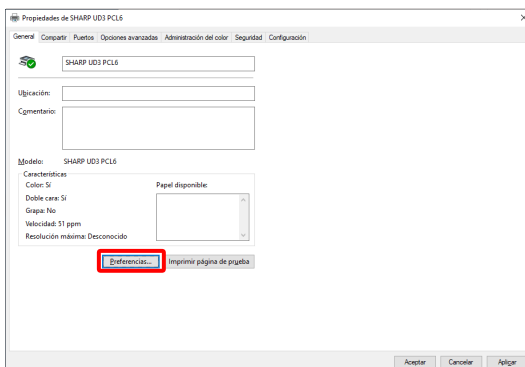 Propiedades de SHARP UD3 PCL6
General Compartir Puertos Opciones avanzadas Administración del color Seguridad Configuración
SHARP UD3 PCL6
Ubicación:
Comentario:
Modelo: SHARP UD3 PCL6
Características
Color: Sí Papel disponible:
Doble cara: Sí
Grapa: No
Velocidad: 51 ppm
Resolución máxima: Desconocido
Preferencias... Imprimir página de prueba
Aceptar Cancelar Aplicar